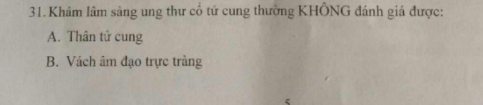 31. Khám lâm sàng ung thư cổ tử cung thường KHÔNG đánh giá được:
A. Thân tử cung
B. Vách âm đạo trực tràng